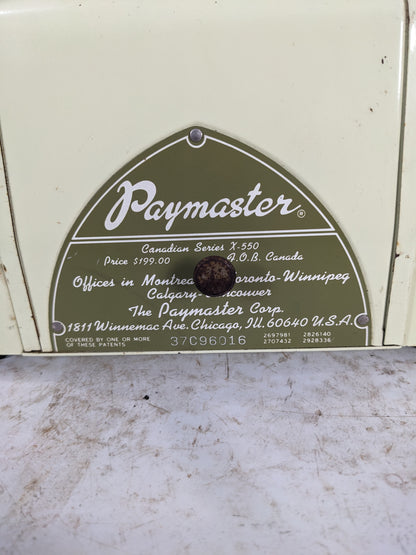 Paymaster®
Canadian Series X-550
Price $199.00 F.O.B. Canada
Offices in Montreal Toronto-Winnipeg
Calgary-Vancouver
The Paymaster Corp.
1811 Winnemac Ave. Chicago, Ill. 60640 U.S.A.
COVERED BY ONE OR MORE OF THESE PATENTS
37C96016
2697981 2826140
2707432 2928336